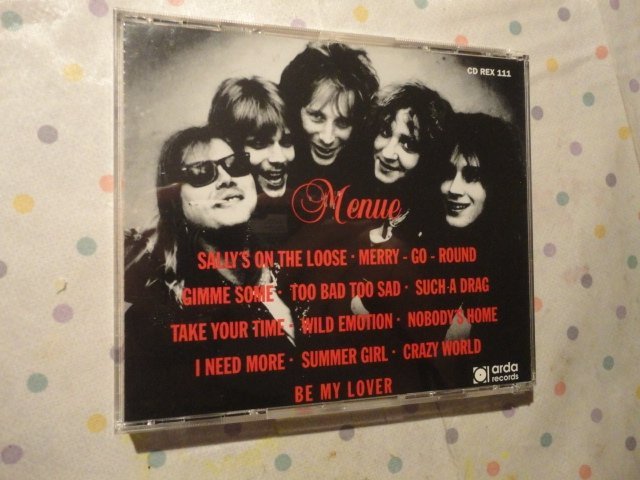 CD REX 111
Menue
SALLY'S ON THE LOOSE · MERRY - GO - ROUND
GIMME SOME · TOO BAD TOO SAD · SUCH A DRAG
TAKE YOUR TIME · WILD EMOTION · NOBODY'S HOME
I NEED MORE · SUMMER GIRL · CRAZY WORLD
BE MY LOVER
arda
records